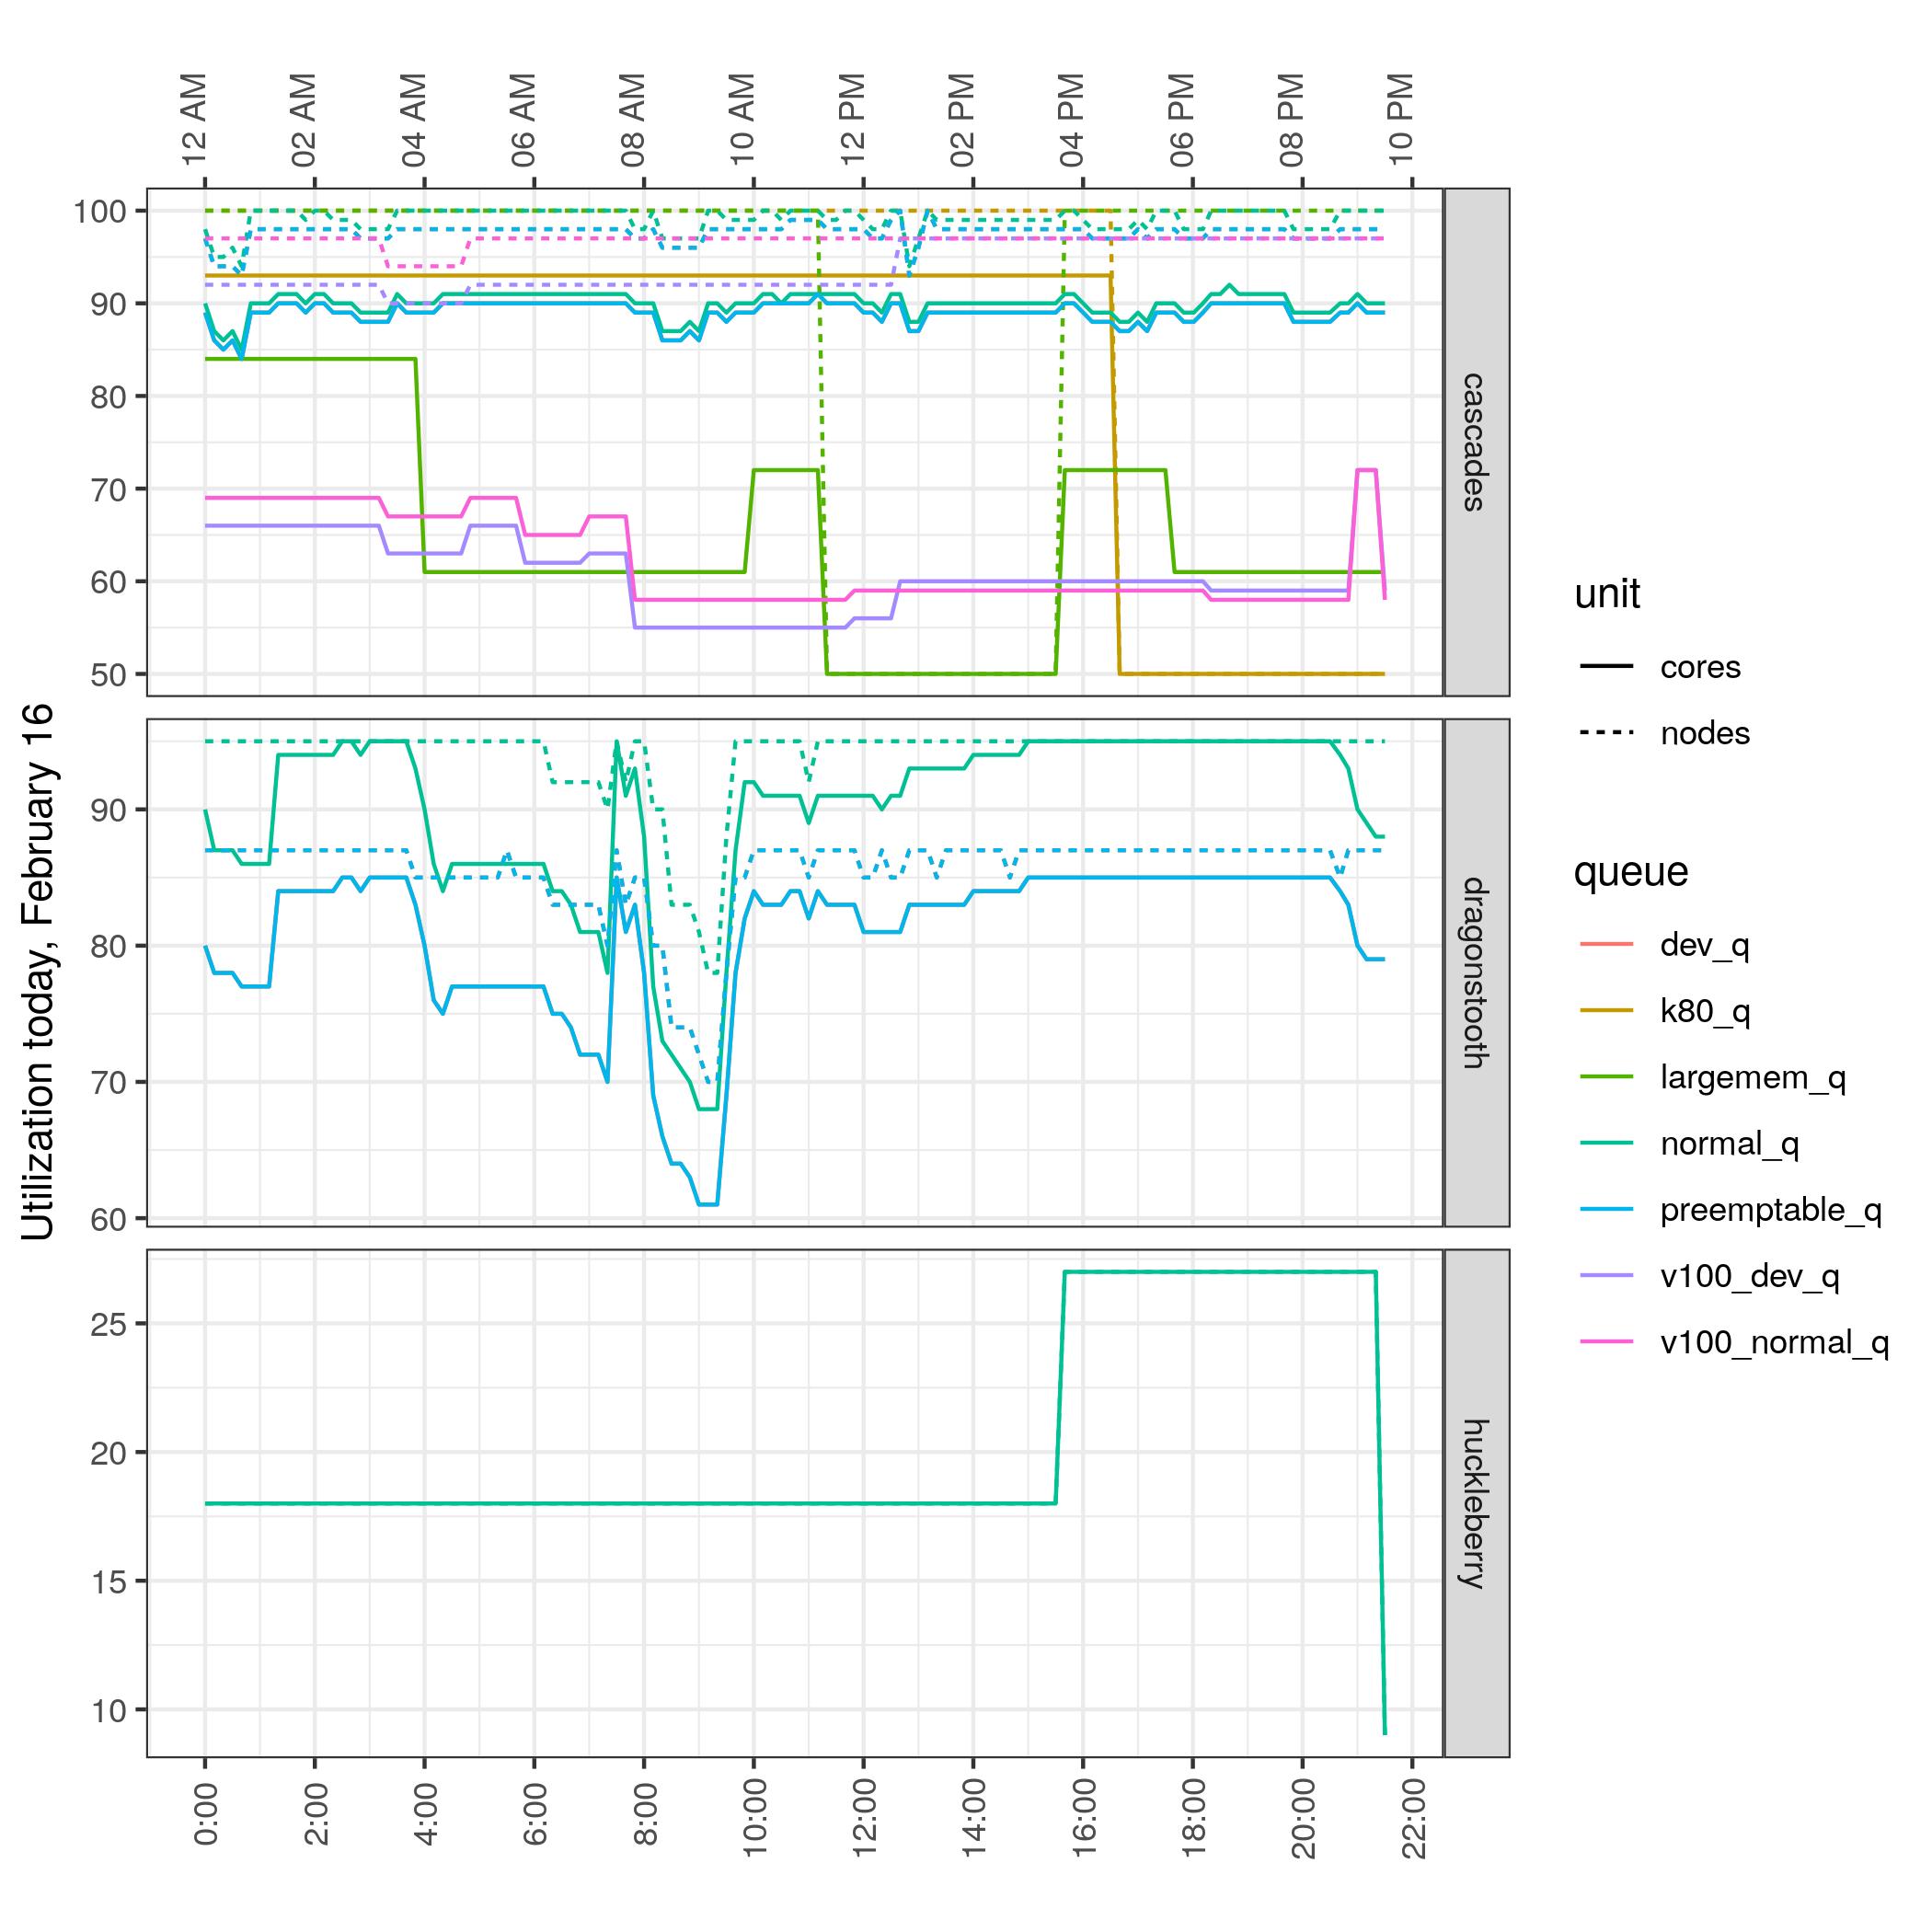 12 AM
02 AM
04 AM
06 AM
08 AM
10 AM
12 PM
02 PM
04 PM
06 PM
08 PM
10 PM
Utilization today, February 16
100
90
80
70
60
50
cascades
90
80
70
60
dragonstooth
25
20
15
10
huckleberry
0:00
2:00
4:00
6:00
8:00
10:00
12:00
14:00
16:00
18:00
20:00
22:00
unit
cores
nodes
queue
dev_q
k80_q
largemem_q
normal_q
preemptable_q
v100_dev_q
v100_normal_q